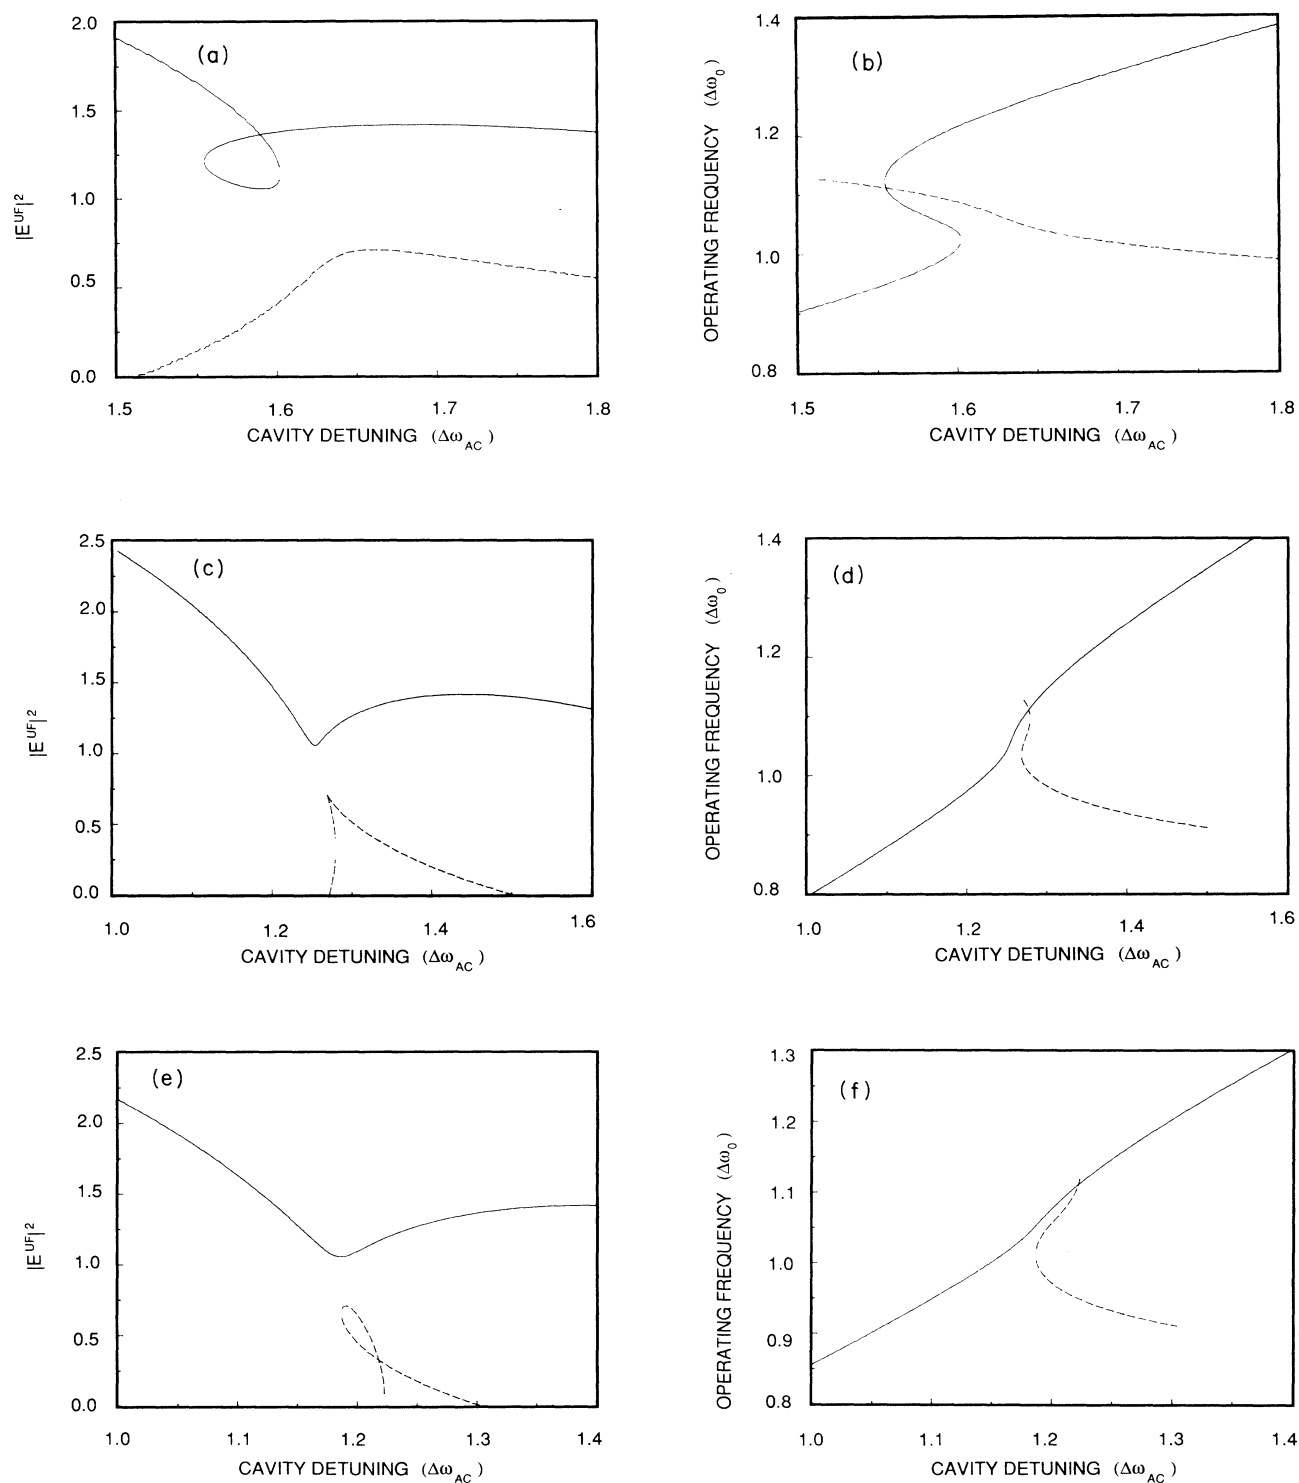 (a)
2.0
1.5
1.0
0.5
0.0
|E^UF|^2
1.5 1.6 1.7 1.8
CAVITY DETUNING (Δω_AC)
(b)
1.4
1.2
1.0
0.8
OPERATING FREQUENCY (Δω_0)
1.5 1.6 1.7 1.8
CAVITY DETUNING (Δω_AC)
(c)
2.5
2.0
1.5
1.0
0.5
0.0
|E^UF|^2
1.0 1.2 1.4 1.6
CAVITY DETUNING (Δω_AC)
(d)
1.4
1.2
1.0
0.8
OPERATING FREQUENCY (Δω_0)
1.0 1.2 1.4 1.6
CAVITY DETUNING (Δω_AC)
(e)
2.5
2.0
1.5
1.0
0.5
0.0
|E^UF|^2
1.0 1.1 1.2 1.3 1.4
CAVITY DETUNING (Δω_AC)
(f)
1.3
1.2
1.1
1.0
0.9
0.8
OPERATING FREQUENCY (Δω_0)
1.0 1.1 1.2 1.3 1.4
CAVITY DETUNING (Δω_AC)